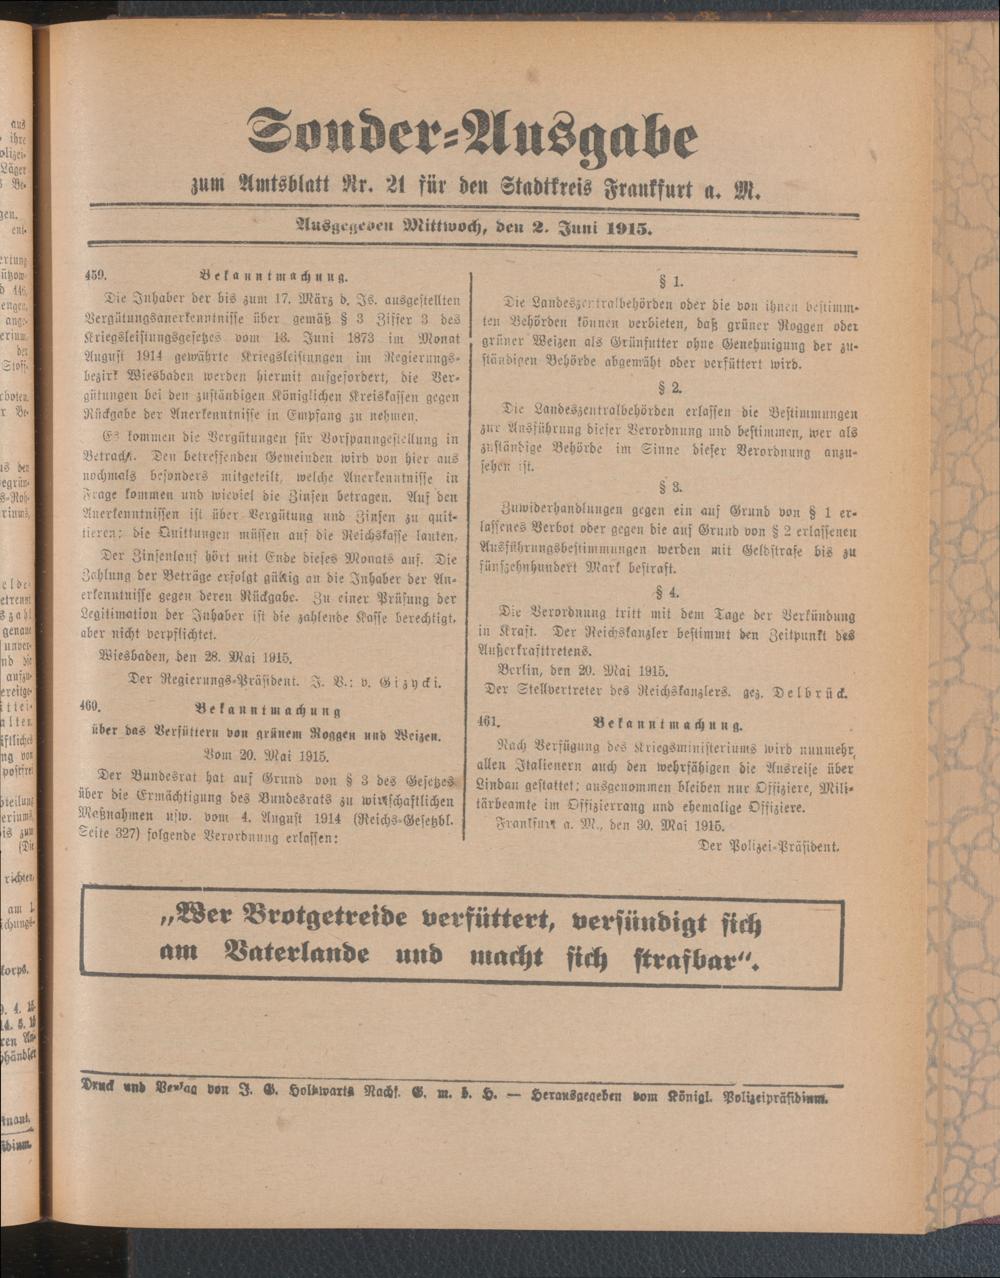 Sonder-Ausgabe
zum Amtsblatt Nr. 21 für den Stadtkreis Frankfurt a. M.
Ausgegeben Mittwoch, den 2. Juni 1915.
459. Bekanntmachung.
Die Inhaber der bis zum 17. März d. Js. ausgestellten
Vergütungsanerkenntnisse über gemäß § 3 Ziffer 3 des
Kriegsleistungsgesetzes vom 13. Juni 1873 im Monat
August 1914 gewährte Kriegsleistungen im Regierungs-
bezirk Wiesbaden werden hiermit aufgefordert, die Ver-
gütungen bei den zuständigen Königlichen Kreiskassen gegen
Rückgabe der Anerkenntnisse in Empfang zu nehmen.
Es kommen die Vergütungen für Vorspanngestellung in
Betracht. Den betreffenden Gemeinden wird von hier aus
nochmals besonders mitgeteilt, welche Anerkenntnisse in
Frage kommen und wieviel die Zinsen betragen. Auf den
Anerkenntnissen ist über Vergütung und Zinsen zu quit-
tieren; die Quittungen müssen auf die Reichskasse lauten.
Der Zinsenlauf hört mit Ende dieses Monats auf. Die
Zahlung der Beträge erfolgt gültig an die Inhaber der An-
erkenntnisse gegen deren Rückgabe. Zu einer Prüfung der
Legitimation der Inhaber ist die zahlende Kasse berechtigt,
aber nicht verpflichtet.
Wiesbaden, den 28. Mai 1915.
Der Regierungs-Präsident. J. V.: v. Gizycki.
460. Bekanntmachung
über das Verfüttern von grünem Roggen und Weizen.
Vom 20. Mai 1915.
Der Bundesrat hat auf Grund von § 3 des Gesetzes
über die Ermächtigung des Bundesrats zu wirtschaftlichen
Maßnahmen usw. vom 4. August 1914 (Reichs-Gesetzbl.
Seite 327) folgende Verordnung erlassen:
§ 1.
Die Landeszentralbehörden oder die von ihnen bestimm-
ten Behörden können verbieten, daß grüner Roggen oder
grüner Weizen als Grünfutter ohne Genehmigung der zu-
ständigen Behörde abgemäht oder verfüttert wird.
§ 2.
Die Landeszentralbehörden erlassen die Bestimmungen
zur Ausführung dieser Verordnung und bestimmen, wer als
zuständige Behörde im Sinne dieser Verordnung anzu-
sehen ist.
§ 3.
Zuwiderhandlungen gegen ein auf Grund von § 1 er-
lassenes Verbot oder gegen die auf Grund von § 2 erlassenen
Ausführungsbestimmungen werden mit Geldstrafe bis zu
fünfzehnhundert Mark bestraft.
§ 4.
Die Verordnung tritt mit dem Tage der Verkündung
in Kraft. Der Reichskanzler bestimmt den Zeitpunkt des
Außerkrafttretens.
Berlin, den 20. Mai 1915.
Der Stellvertreter des Reichskanzlers. gez. Delbrück.
461. Bekanntmachung.
Nach Verfügung des Kriegsministeriums wird nunmehr
allen Italienern auch den wehrfähigen die Ausreise über
Lindau gestattet; ausgenommen bleiben nur Offiziere, Mili-
tärbeamte im Offizierrang und ehemalige Offiziere.
Frankfurt a. M., den 30. Mai 1915.
Der Polizei-Präsident.
„Wer Brotgetreide verfüttert, versündigt sich
am Vaterlande und macht sich strafbar“.
Druck und Verlag von J. G. Holtzwarts Nachf. G. m. b. H. — Herausgegeben vom Königl. Polizeipräsidium.